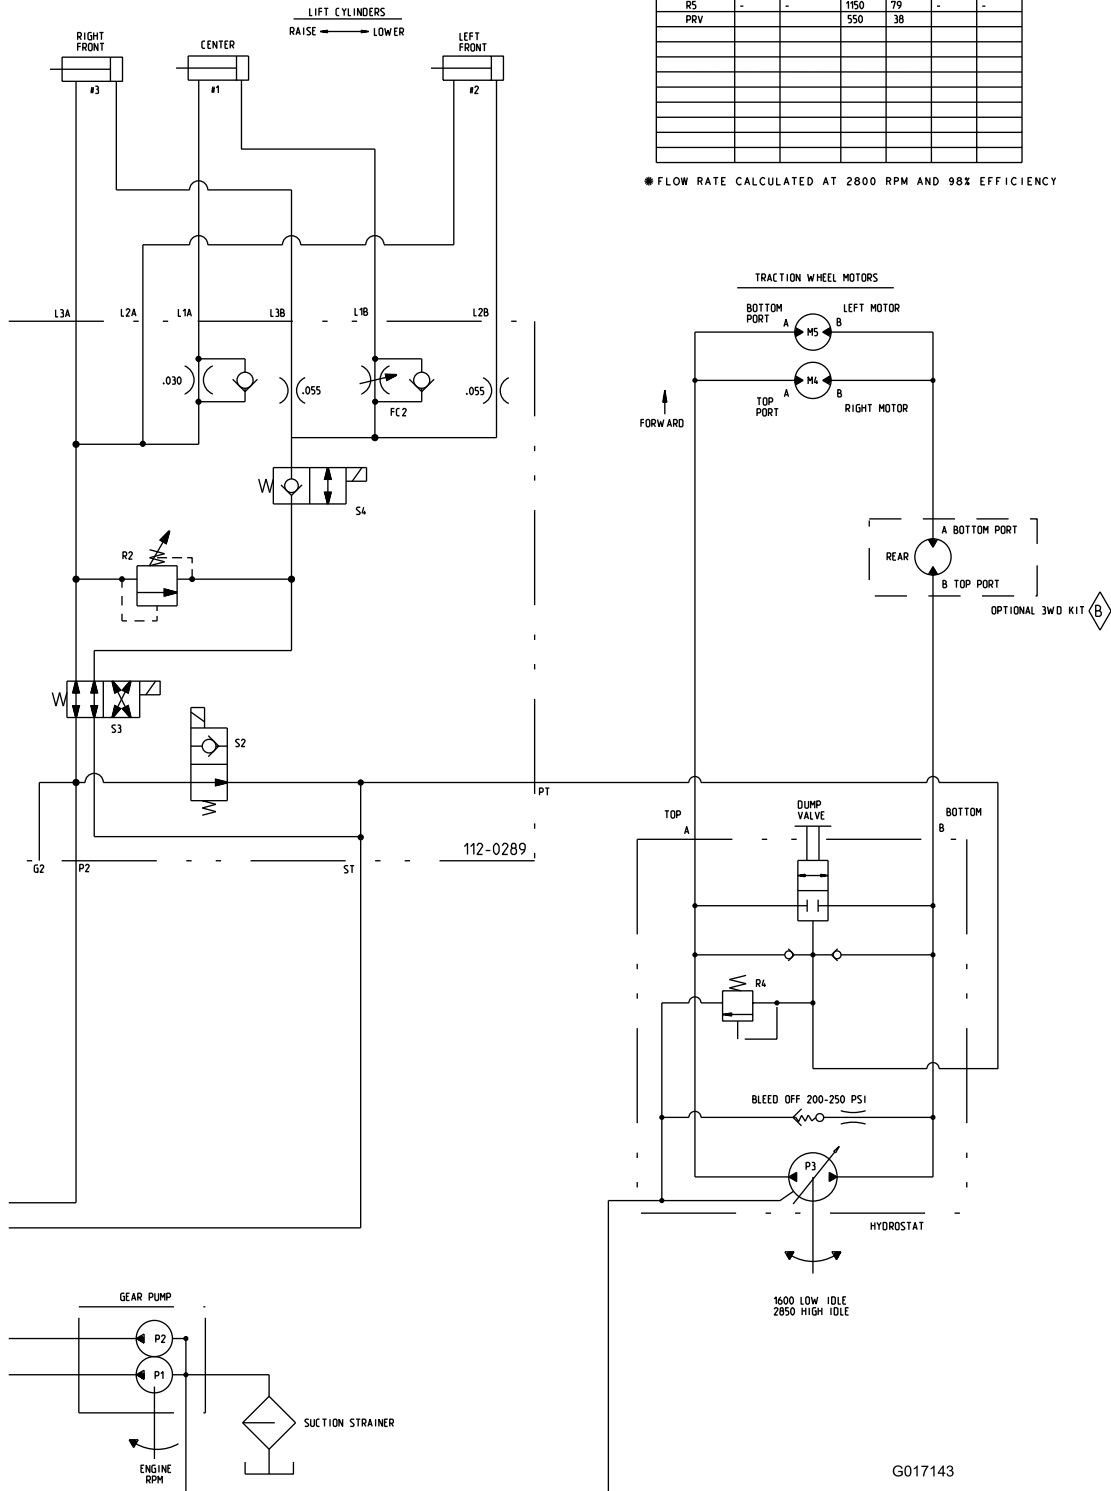 LIFT CYLINDERS
RAISE LOWER
RIGHT
FRONT
CENTER
LEFT
FRONT
#3
#1
#2
R5 - - 1150 79 - -
PRV 550 38
✹FLOW RATE CALCULATED AT 2800 RPM AND 98% EFFICIENCY
TRACTION WHEEL MOTORS
BOTTOM
PORT
A
M5
B
LEFT MOTOR
M4
TOP
PORT
A
B
RIGHT MOTOR
FORWARD
L3A
L2A
L1A
L3B
L1B
L2B
.030
.055
FC2
.055
S4
R2
A BOTTOM PORT
REAR
B TOP PORT
OPTIONAL 3WD KIT
B
S3
S2
PT
TOP
A
DUMP
VALVE
BOTTOM
B
112-0289
G2
P2
ST
R4
BLEED OFF 200-250 PSI
P3
HYDROSTAT
1600 LOW IDLE
2850 HIGH IDLE
GEAR PUMP
P2
P1
SUCTION STRAINER
ENGINE
RPM
G017143